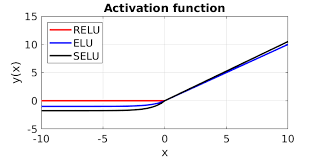 Activation function
15
10
5
0
-5
-10
-5
0
5
10
y(x)
x
RELU
ELU
SELU